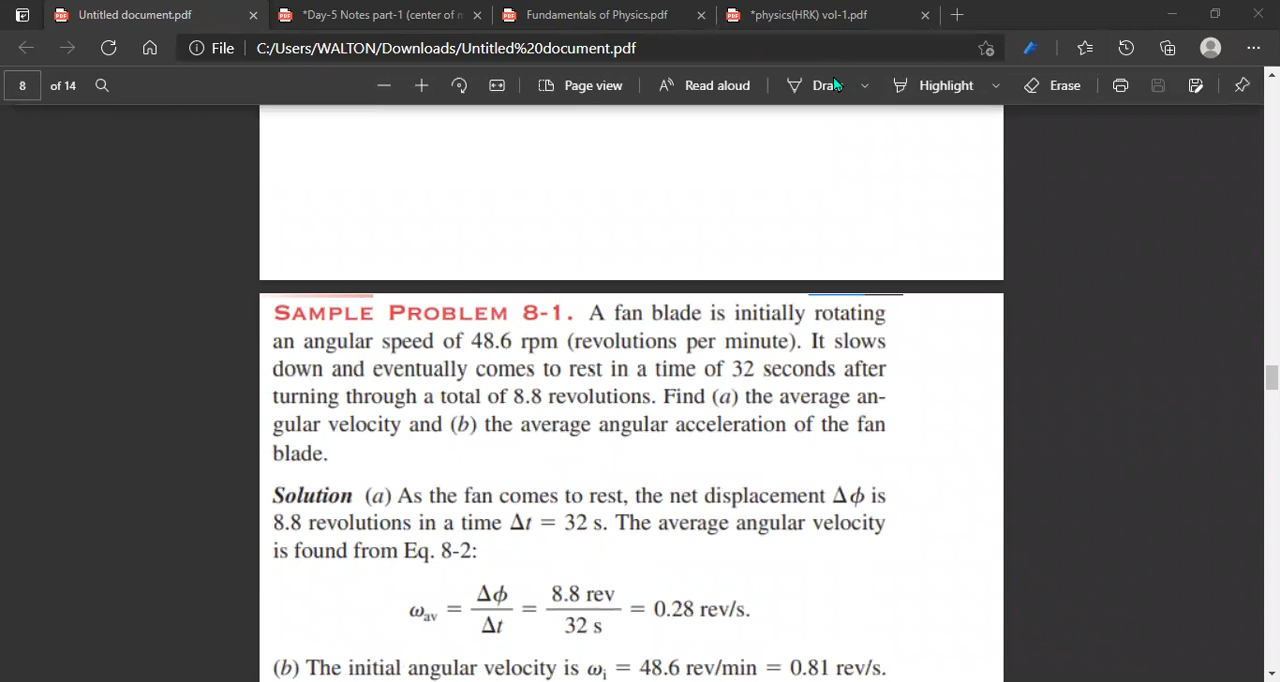 Untitled document.pdf
*Day-5 Notes part-1 (center of m
Fundamentals of Physics.pdf
*physics(HRK) vol-1.pdf
File C:/Users/WALTON/Downloads/Untitled%20document.pdf
8 of 14 Page view Read aloud Draw Highlight Erase
SAMPLE PROBLEM 8-1. A fan blade is initially rotating
an angular speed of 48.6 rpm (revolutions per minute). It slows
down and eventually comes to rest in a time of 32 seconds after
turning through a total of 8.8 revolutions. Find (a) the average an-
gular velocity and (b) the average angular acceleration of the fan
blade.
Solution (a) As the fan comes to rest, the net displacement Δϕ is
8.8 revolutions in a time Δt = 32 s. The average angular velocity
is found from Eq. 8-2:
ω_av = Δϕ/Δt = 8.8 rev/32 s = 0.28 rev/s.
(b) The initial angular velocity is ω_i = 48.6 rev/min = 0.81 rev/s.